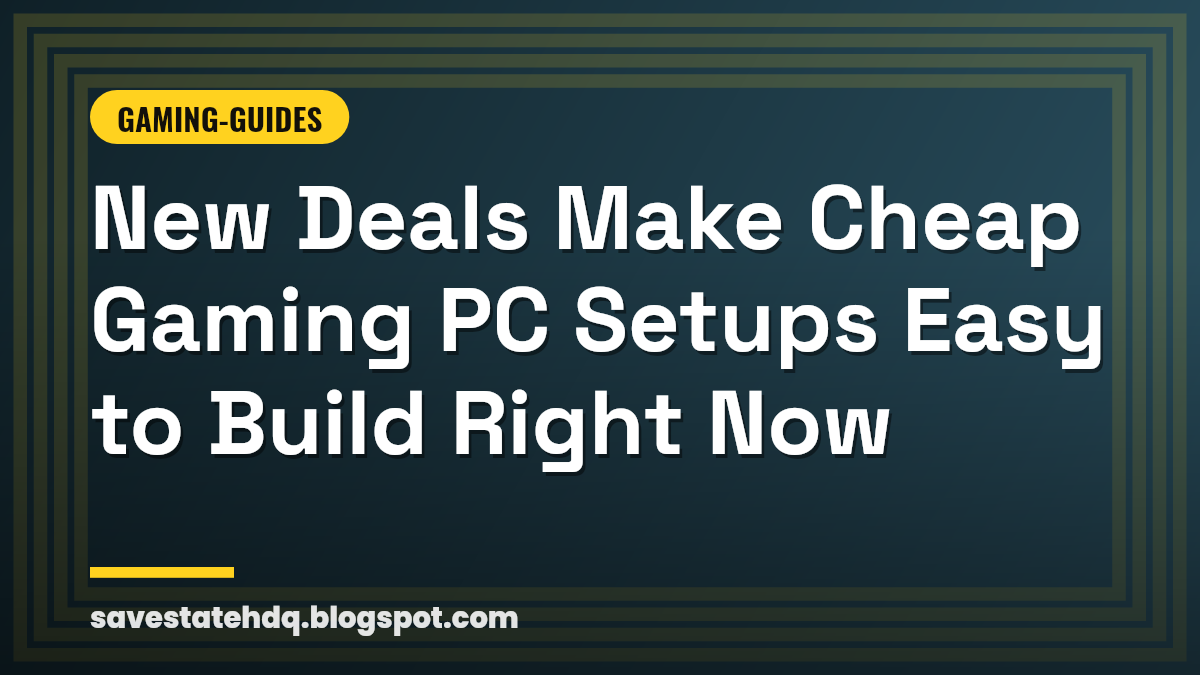 GAMING-GUIDES
New Deals Make Cheap
Gaming PC Setups Easy
to Build Right Now
savestatehdq.blogspot.com